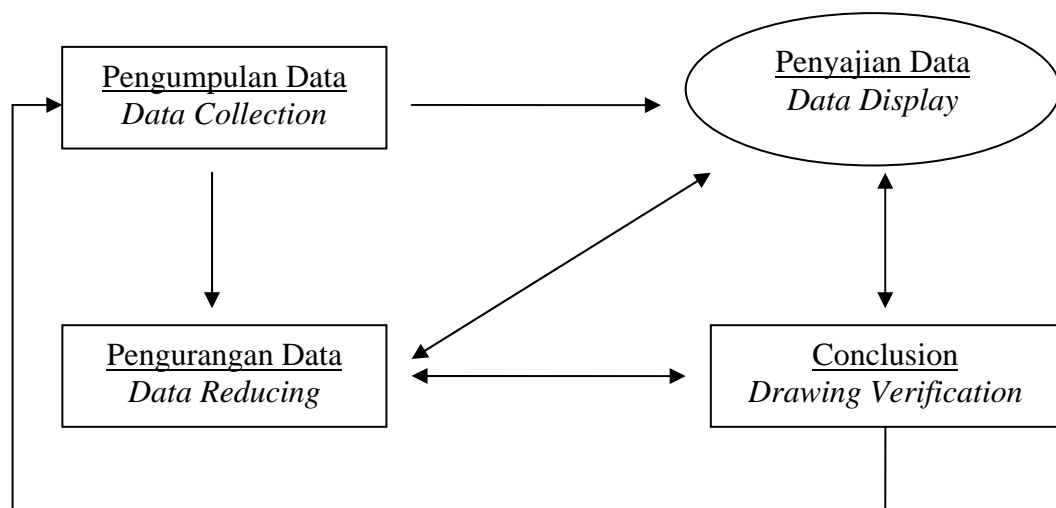 Pengumpulan Data
Data Collection
Penyajian Data
Data Display
Pengurangan Data
Data Reducing
Conclusion
Drawing Verification